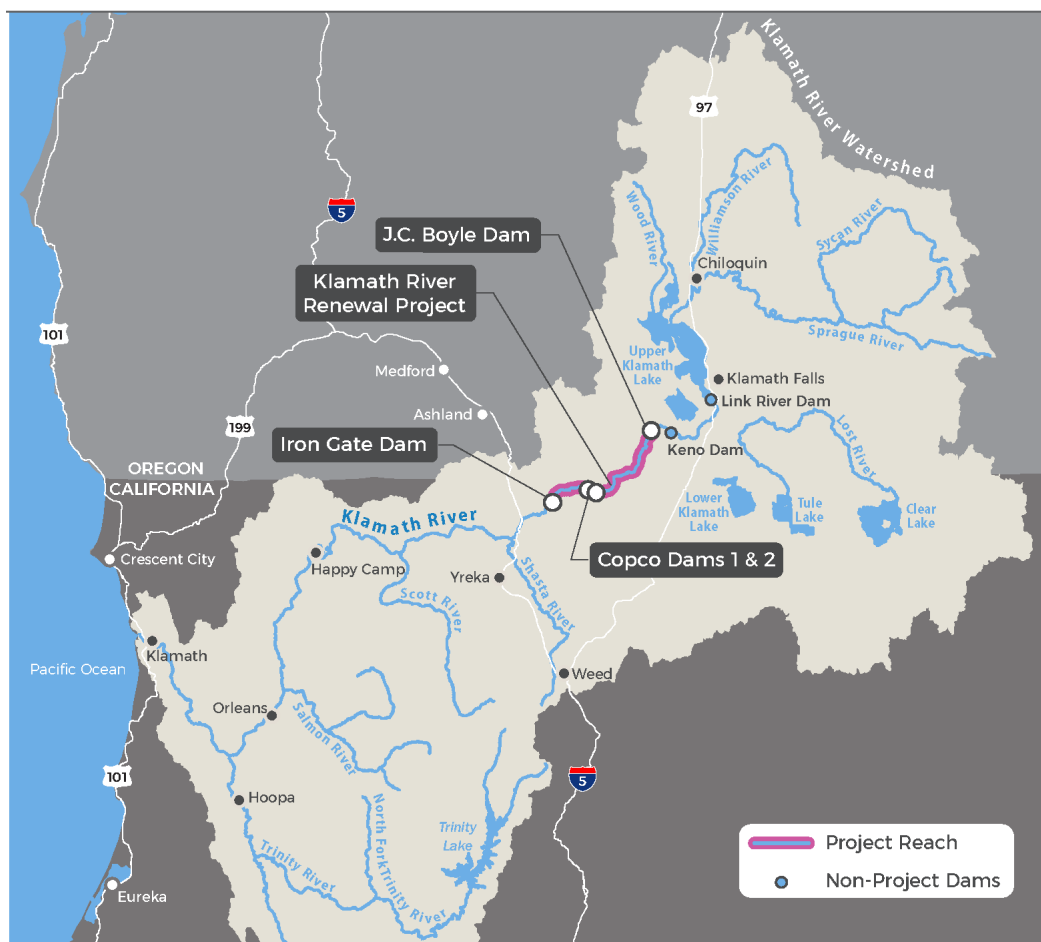 Klamath River Watershed
97
5
Wood River
Williamson River
Sycan River
J.C. Boyle Dam
Chiloquin
Klamath River
Renewal Project
101
Sprague River
Upper
Klamath
Lake
Medford
Klamath Falls
Link River Dam
Ashland
199
Iron Gate Dam
Keno Dam
Lost River
OREGON
CALIFORNIA
Lower
Klamath
Lake
Tule
Lake
Clear
Lake
Klamath River
Crescent City
Happy Camp
Copco Dams 1 & 2
Yreka
Shasta River
Scott River
Klamath
Pacific Ocean
Weed
Orleans
Salmon River
101
5
Hoopa
North Fork Trinity River
Trinity
Lake
Trinity River
Eureka
Project Reach
Non-Project Dams